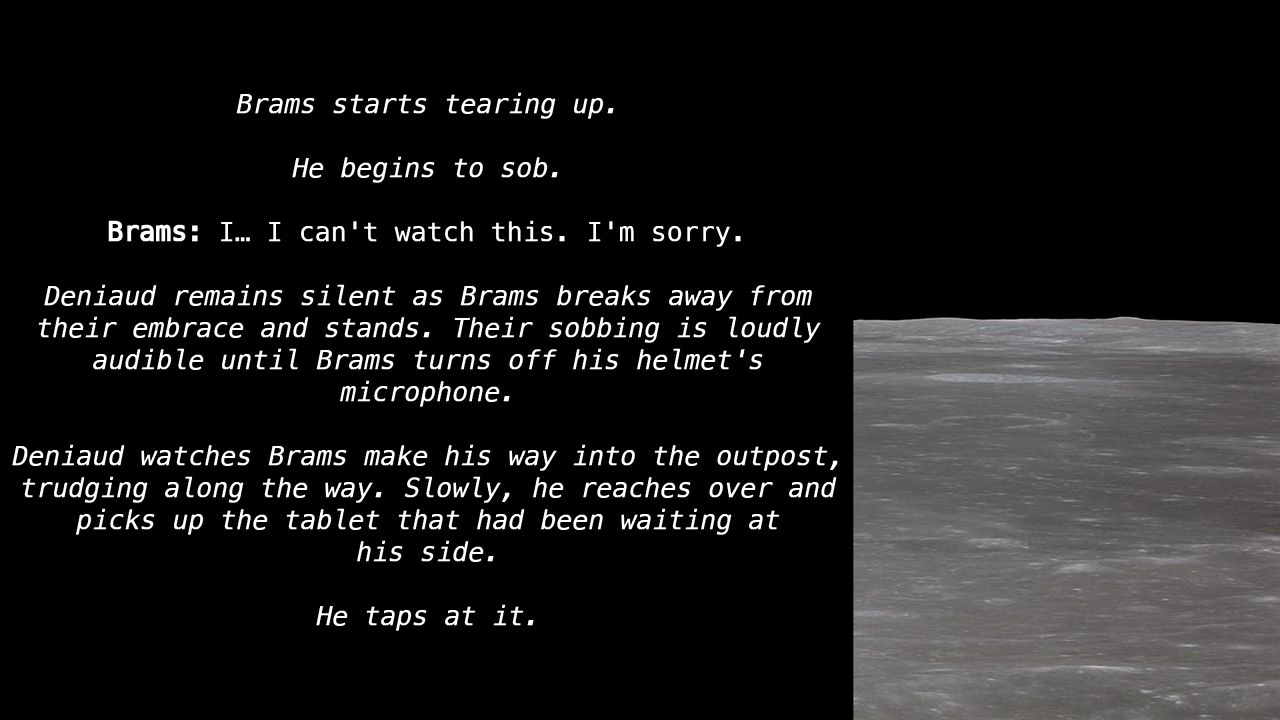 Brams starts tearing up.
He begins to sob.
Brams: I… I can't watch this. I'm sorry.
Deniaud remains silent as Brams breaks away from
their embrace and stands. Their sobbing is loudly
audible until Brams turns off his helmet's
microphone.
Deniaud watches Brams make his way into the outpost,
trudging along the way. Slowly, he reaches over and
picks up the tablet that had been waiting at
his side.
He taps at it.